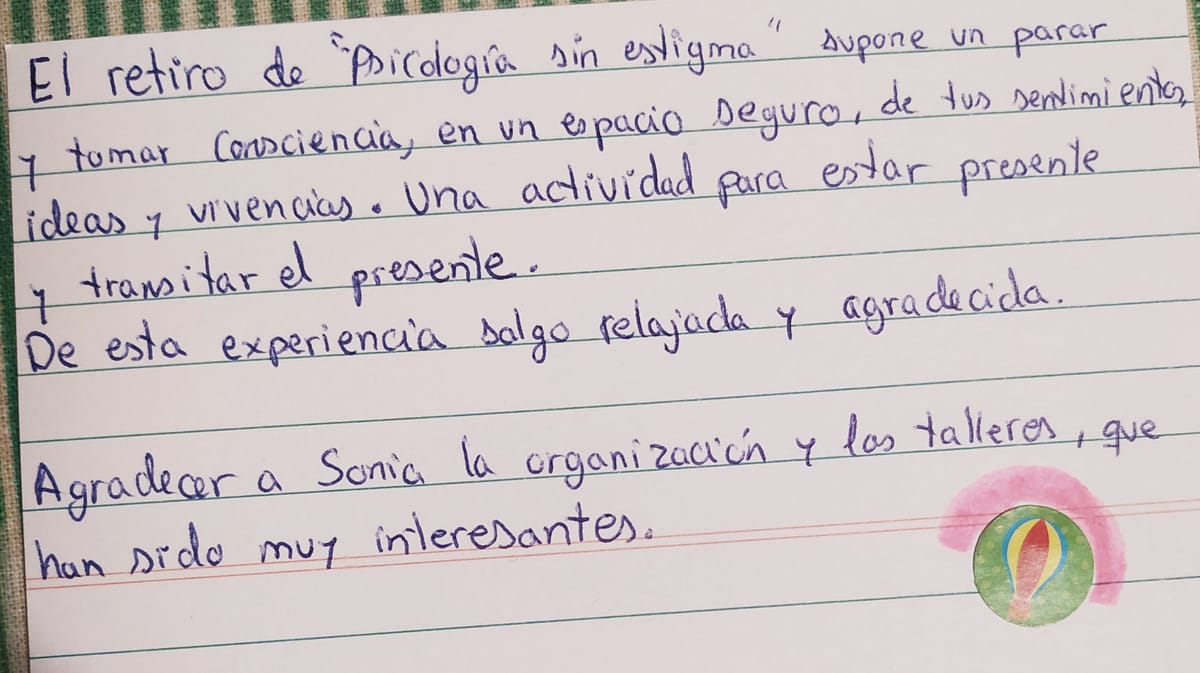 El retiro de "Psicología sin estigma" supone un parar
y tomar consciencia, en un espacio seguro, de tus sentimientos,
ideas y vivencias. Una actividad para estar presente
y transitar el presente.
De esta experiencia salgo relajada y agradecida.
Agradecer a Sonia la organización y los talleres, que
han sido muy interesantes.